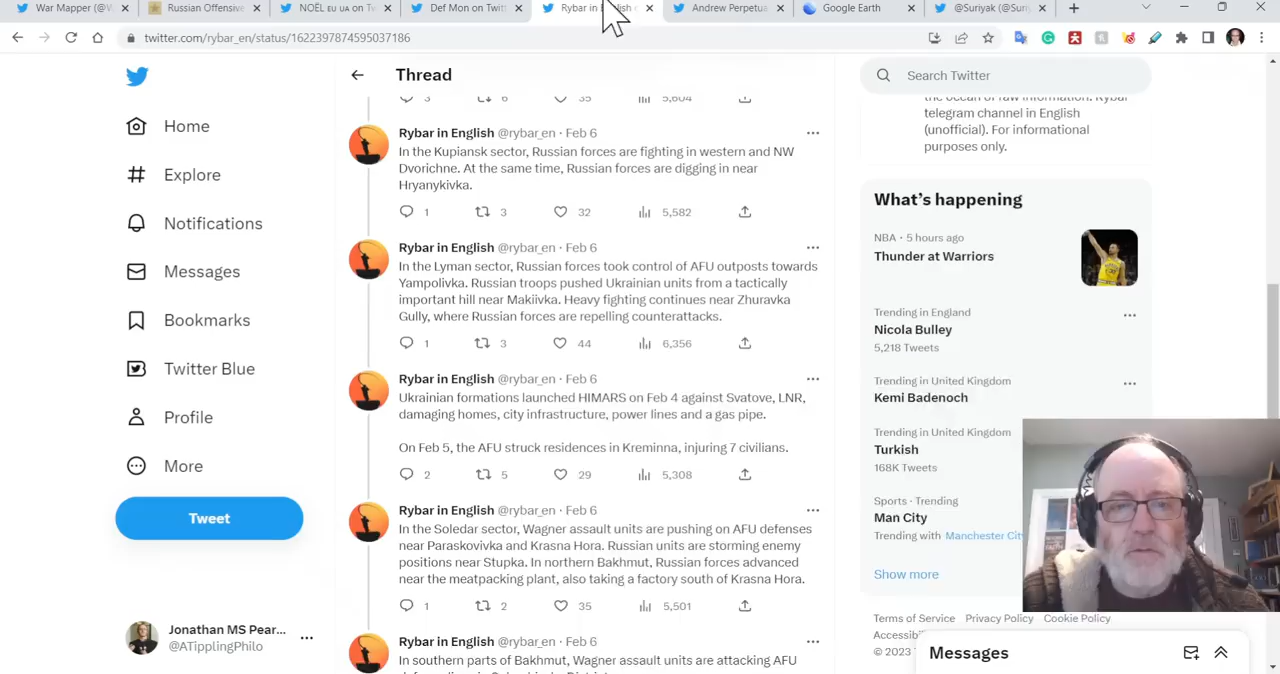 War Mapper (@W
Russian Offensive
NOËL EU UA on Tw
Def Mon on Twitt
Rybar in English
Andrew Perpetua
Google Earth
@Suriyak (@Suri
twitter.com/rybar_en/status/1622397874595037186
Home
Explore
Notifications
Messages
Bookmarks
Twitter Blue
Profile
More
Tweet
Jonathan MS Pear...
@ATipplingPhilo
Thread
3 6 35 5,604
Rybar in English @rybar_en · Feb 6
In the Kupiansk sector, Russian forces are fighting in western and NW
Dvorichne. At the same time, Russian forces are digging in near
Hryanykivka.
1 3 32 5,582
Rybar in English @rybar_en · Feb 6
In the Lyman sector, Russian forces took control of AFU outposts towards
Yampolivka. Russian troops pushed Ukrainian units from a tactically
important hill near Makiivka. Heavy fighting continues near Zhuravka
Gully, where Russian forces are repelling counterattacks.
1 3 44 6,356
Rybar in English @rybar_en · Feb 6
Ukrainian formations launched HIMARS on Feb 4 against Svatove, LNR,
damaging homes, city infrastructure, power lines and a gas pipe.
On Feb 5, the AFU struck residences in Kreminna, injuring 7 civilians.
2 5 29 5,308
Rybar in English @rybar_en · Feb 6
In the Soledar sector, Wagner assault units are pushing on AFU defenses
near Paraskovivka and Krasna Hora. Russian units are storming enemy
positions near Stupka. In northern Bakhmut, Russian forces advanced
near the meatpacking plant, also taking a factory south of Krasna Hora.
1 2 35 5,501
Rybar in English @rybar_en · Feb 6
In southern parts of Bakhmut, Wagner assault units are attacking AFU
Search Twitter
the ocean of raw information. Rybar
telegram channel in English
(unofficial). For informational
purposes only.
What's happening
NBA · 5 hours ago
Thunder at Warriors
Trending in England
Nicola Bulley
5,218 Tweets
Trending in United Kingdom
Kemi Badenoch
Trending in United Kingdom
Turkish
168K Tweets
Sports · Trending
Man City
Trending with Manchester City
Show more
Terms of Service Privacy Policy Cookie Policy
© 2023
Messages